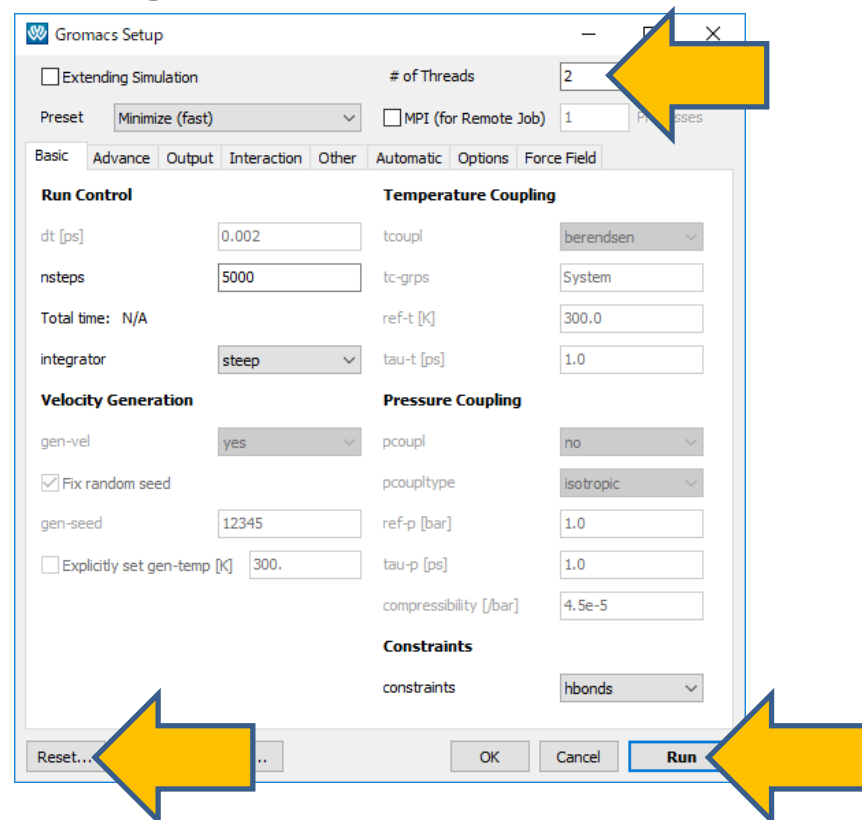 Gromacs Setup
Extending Simulation # of Threads 2
Preset Minimize (fast) MPI (for Remote Job) 1
Basic Advance Output Interaction Other Automatic Options Force Field
Run Control Temperature Coupling
dt [ps] 0.002 tcoupl berendsen
nsteps 5000 tc-grps System
Total time: N/A ref-t [K] 300.0
integrator steep tau-t [ps] 1.0
Velocity Generation Pressure Coupling
gen-vel yes pcoupl no
Fix random seed pcoupltype isotropic
gen-seed 12345 ref-p [bar] 1.0
Explicitly set gen-temp [K] 300. tau-p [ps] 1.0
compressibility [/bar] 4.5e-5
Constraints
constraints hbonds
Reset... .. OK Cancel Run